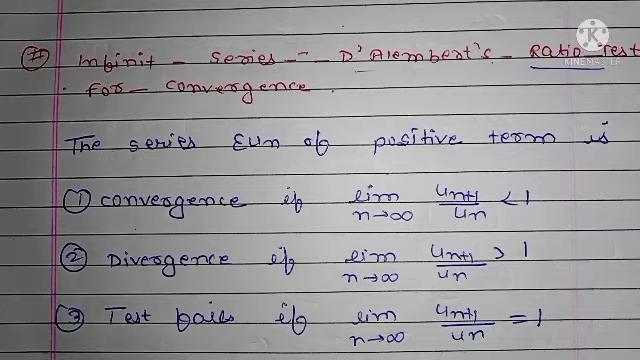 # Infinit - Series - D'Alembert's - Ratio Test
For - Convergence.
The series Σun of positive term is
① Convergence if lim n→∞ un+1/un < 1
② Divergence if lim n→∞ un+1/un > 1
③ Test fails if lim n→∞ un+1/un = 1
KINEMASTER